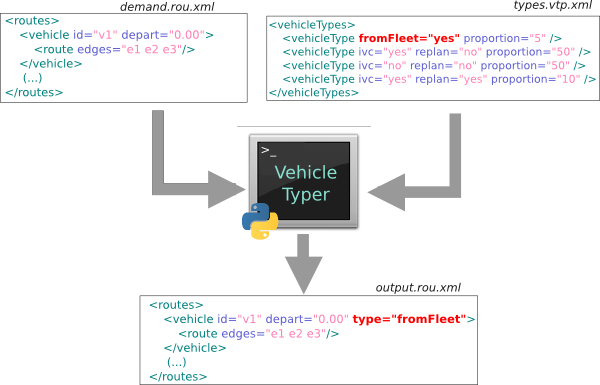 demand.rou.xml
<routes>
<vehicle id="v1" depart="0.00">
<route edges="e1 e2 e3"/>
</vehicle>
(...)
</routes>
types.vtp.xml
<vehicleTypes>
<vehicleType fromFleet="yes" proportion="5" />
<vehicleType ivc="yes" replan="no" proportion="50" />
<vehicleType ivc="no" replan="no" proportion="50" />
<vehicleType ivc="yes" replan="yes" proportion="10" />
</vehicleTypes>
>_
Vehicle
Typer
output.rou.xml
<routes>
<vehicle id="v1" depart="0.00" type="fromFleet">
<route edges="e1 e2 e3"/>
</vehicle>
(...)
</routes>